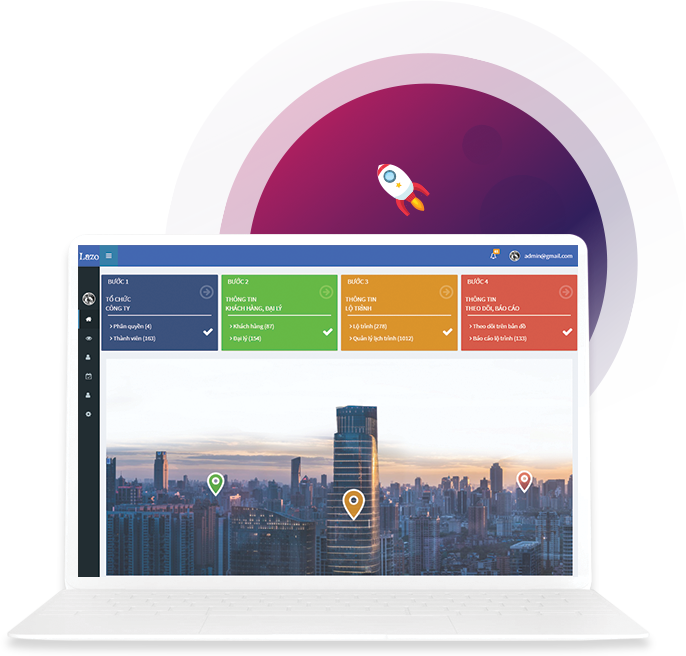 Lazo
admin@gmail.com
BƯỚC 1
TỔ CHỨC
CÔNG TY
Phân quyền (4)
Thành viên (163)
BƯỚC 2
THÔNG TIN
KHÁCH HÀNG, ĐẠI LÝ
Khách hàng (87)
Đại lý (154)
BƯỚC 3
THÔNG TIN
LỘ TRÌNH
Lộ trình (278)
Quản lý lịch trình (1012)
BƯỚC 4
THÔNG TIN
THEO DÕI, BÁO CÁO
Theo dõi trên bản đồ
Báo cáo lộ trình (133)